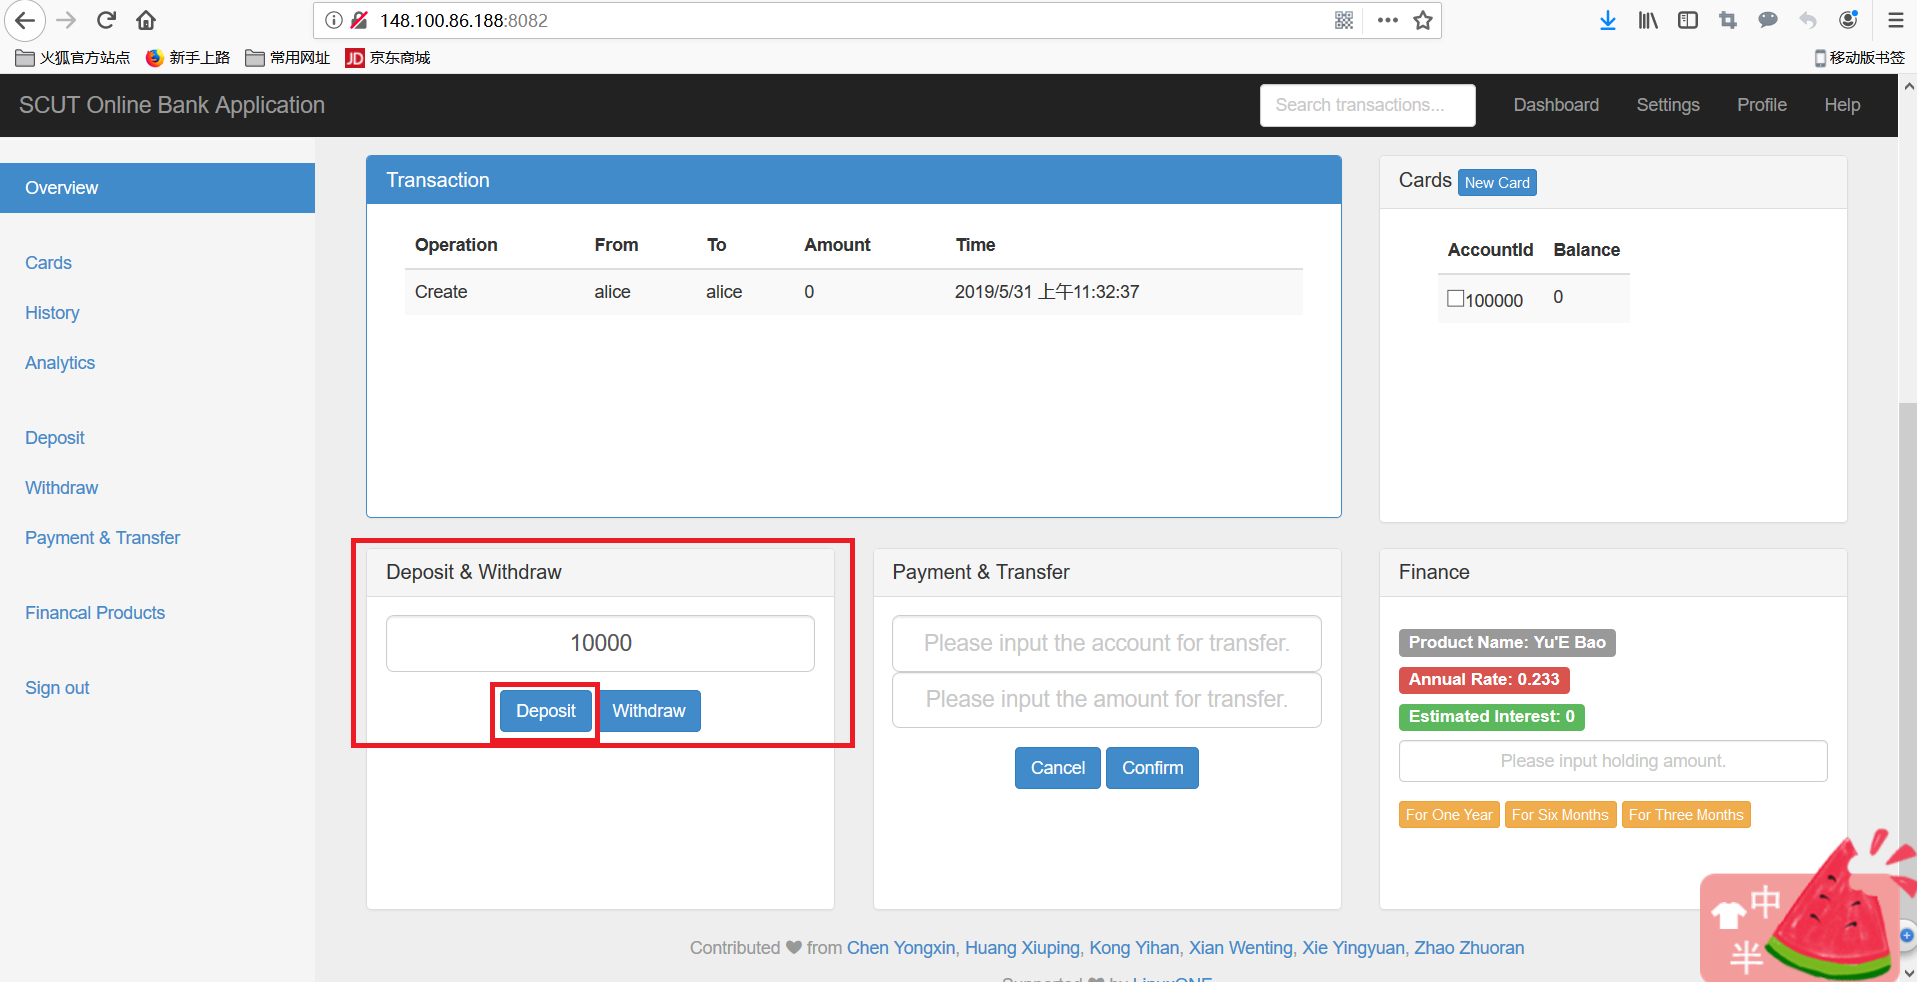 148.100.86.188:8082
火狐官方站点 新手上路 常用网址 JD 京东商城 移动版书签
SCUT Online Bank Application Search transactions... Dashboard Settings Profile Help
Overview
Cards
History
Analytics
Deposit
Withdraw
Payment & Transfer
Financal Products
Sign out
Transaction
Operation From To Amount Time
Create alice alice 0 2019/5/31 上午11:32:37
Cards New Card
AccountId Balance
100000 0
Deposit & Withdraw
10000
Deposit Withdraw
Payment & Transfer
Please input the account for transfer.
Please input the amount for transfer.
Cancel Confirm
Finance
Product Name: Yu'E Bao
Annual Rate: 0.233
Estimated Interest: 0
Please input holding amount.
For One Year For Six Months For Three Months
Contributed ♥ from Chen Yongxin, Huang Xiuping, Kong Yihan, Xian Wenting, Xie Yingyuan, Zhao Zhuoran
Supported ♥ by LinuxONE
中
半